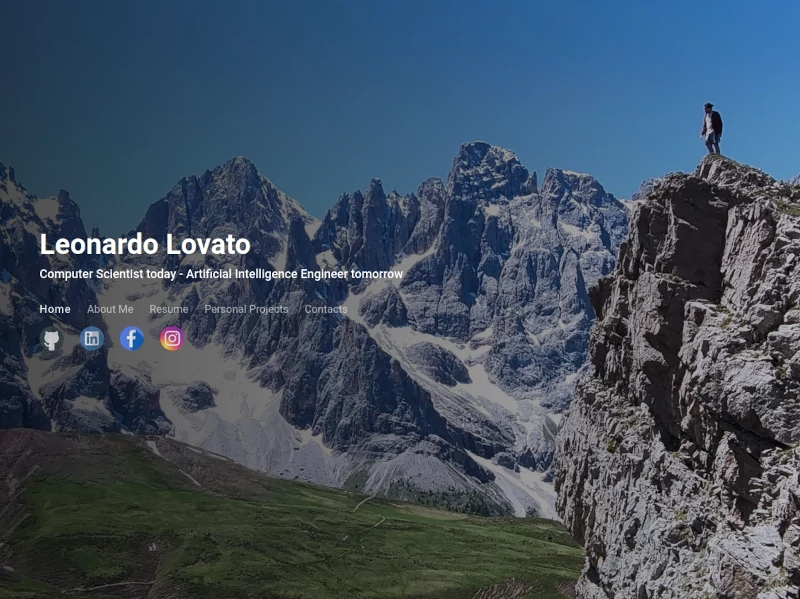 Leonardo Lovato
Computer Scientist today - Artificial Intelligence Engineer tomorrow
Home About Me Resume Personal Projects Contacts